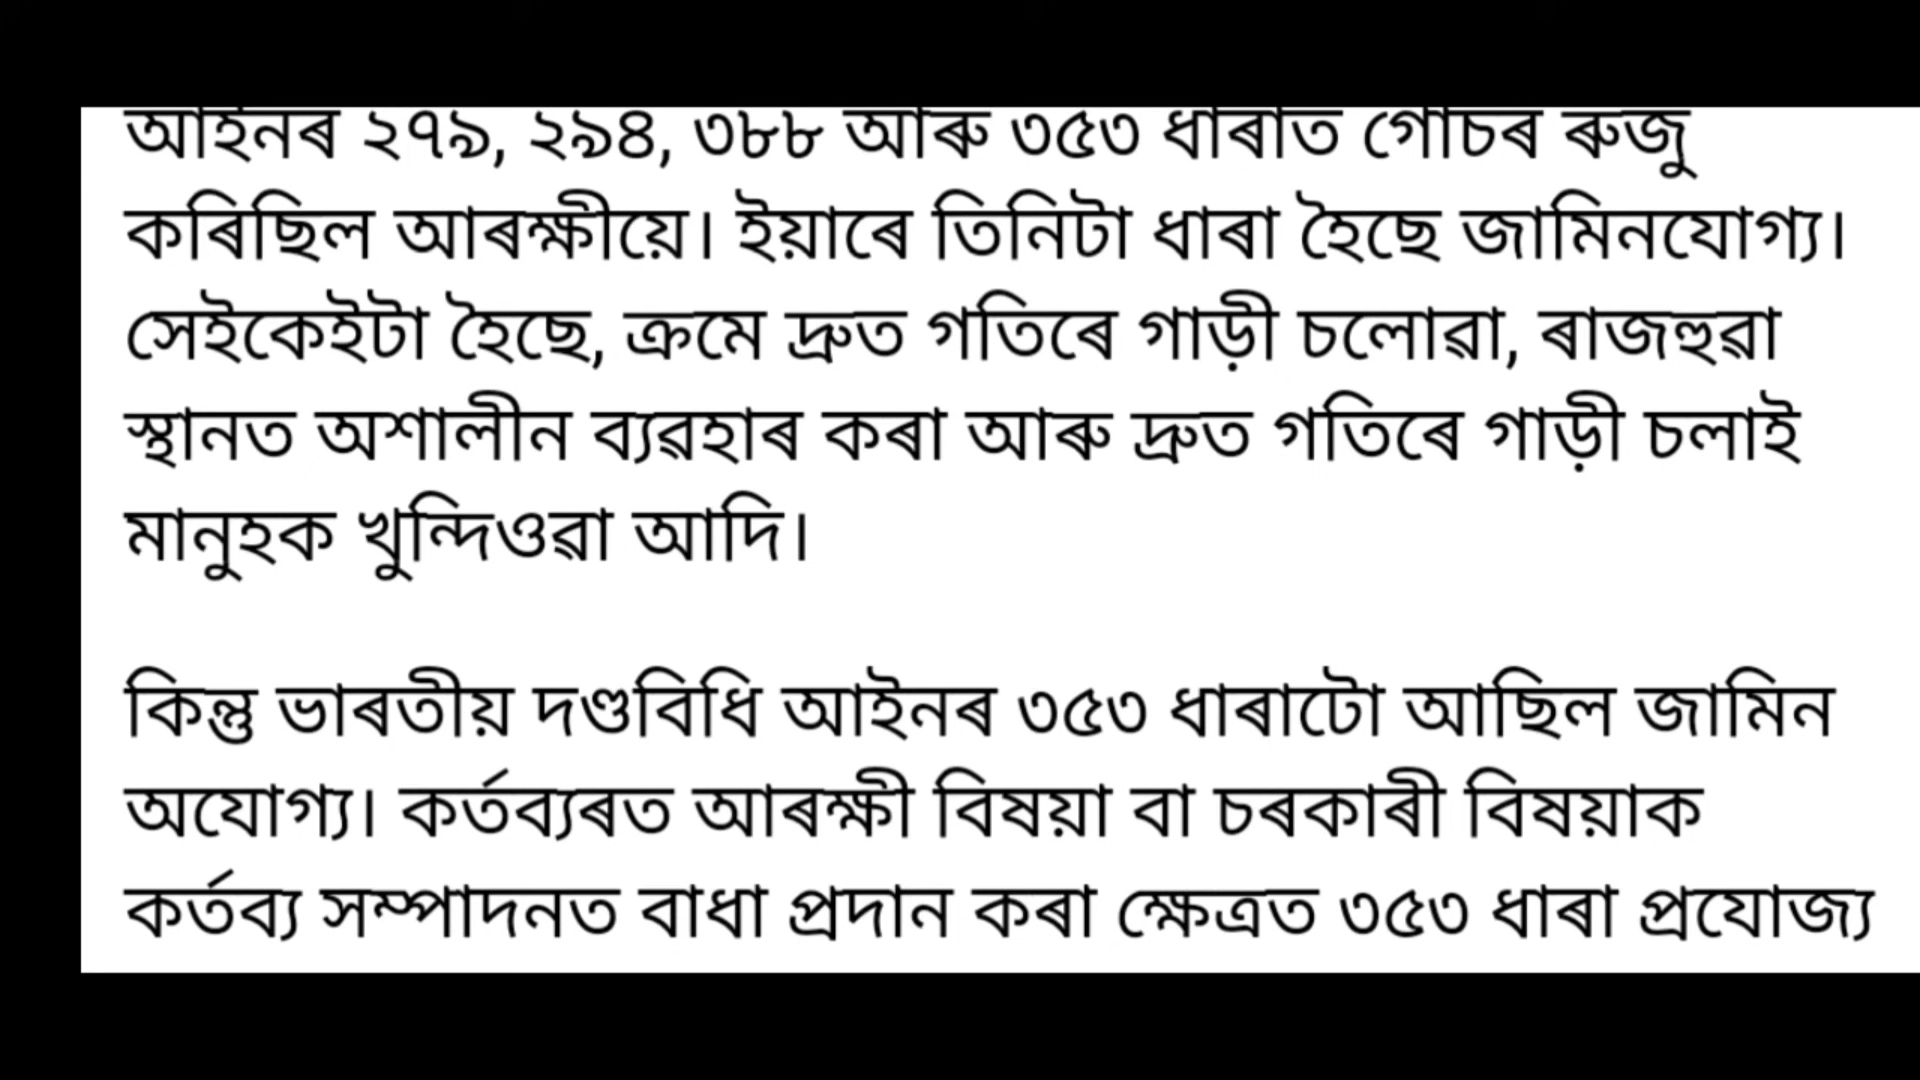 আইনৰ ২৭৯, ২৯৪, ৩৮৮ আৰু ৩৫৩ ধাৰাত গোচৰ ৰুজু
কৰিছিল আৰক্ষীয়ে। ইয়াৰে তিনিটা ধাৰা হৈছে জামিনযোগ্য।
সেইকেইটা হৈছে, ক্ৰমে দ্ৰুত গতিৰে গাড়ী চলোৱা, ৰাজহুৱা
স্থানত অশালীন ব্যৱহাৰ কৰা আৰু দ্ৰুত গতিৰে গাড়ী চলাই
মানুহক খুন্দিওৱা আদি।
কিন্তু ভাৰতীয় দণ্ডবিধি আইনৰ ৩৫৩ ধাৰাটো আছিল জামিন
অযোগ্য। কৰ্তব্যৰত আৰক্ষী বিষয়া বা চৰকাৰী বিষয়াক
কৰ্তব্য সম্পাদনত বাধা প্ৰদান কৰা ক্ষেত্ৰত ৩৫৩ ধাৰা প্ৰযোজ্য